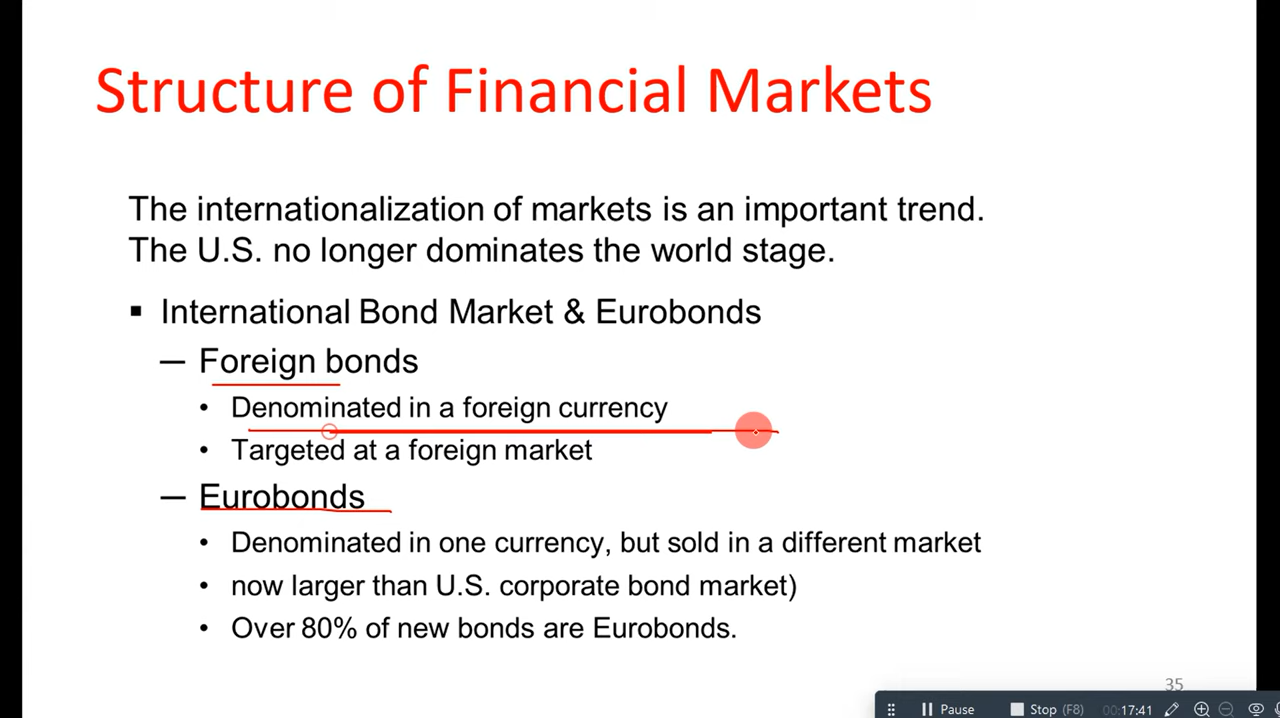 Structure of Financial Markets
The internationalization of markets is an important trend.
The U.S. no longer dominates the world stage.
▪ International Bond Market & Eurobonds
— Foreign bonds
• Denominated in a foreign currency
• Targeted at a foreign market
— Eurobonds
• Denominated in one currency, but sold in a different market
• now larger than U.S. corporate bond market)
• Over 80% of new bonds are Eurobonds.
35
Pause Stop (F8) 00:17:41